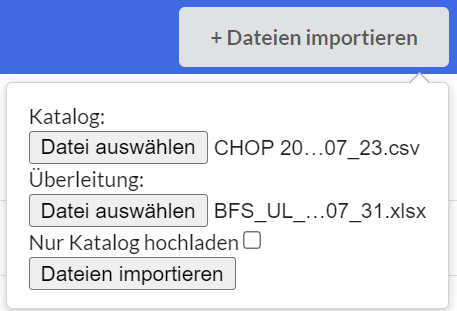 + Dateien importieren
Katalog:
Datei auswählen CHOP 20…07_23.csv
Überleitung:
Datei auswählen BFS_UL_…07_31.xlsx
Nur Katalog hochladen
Dateien importieren